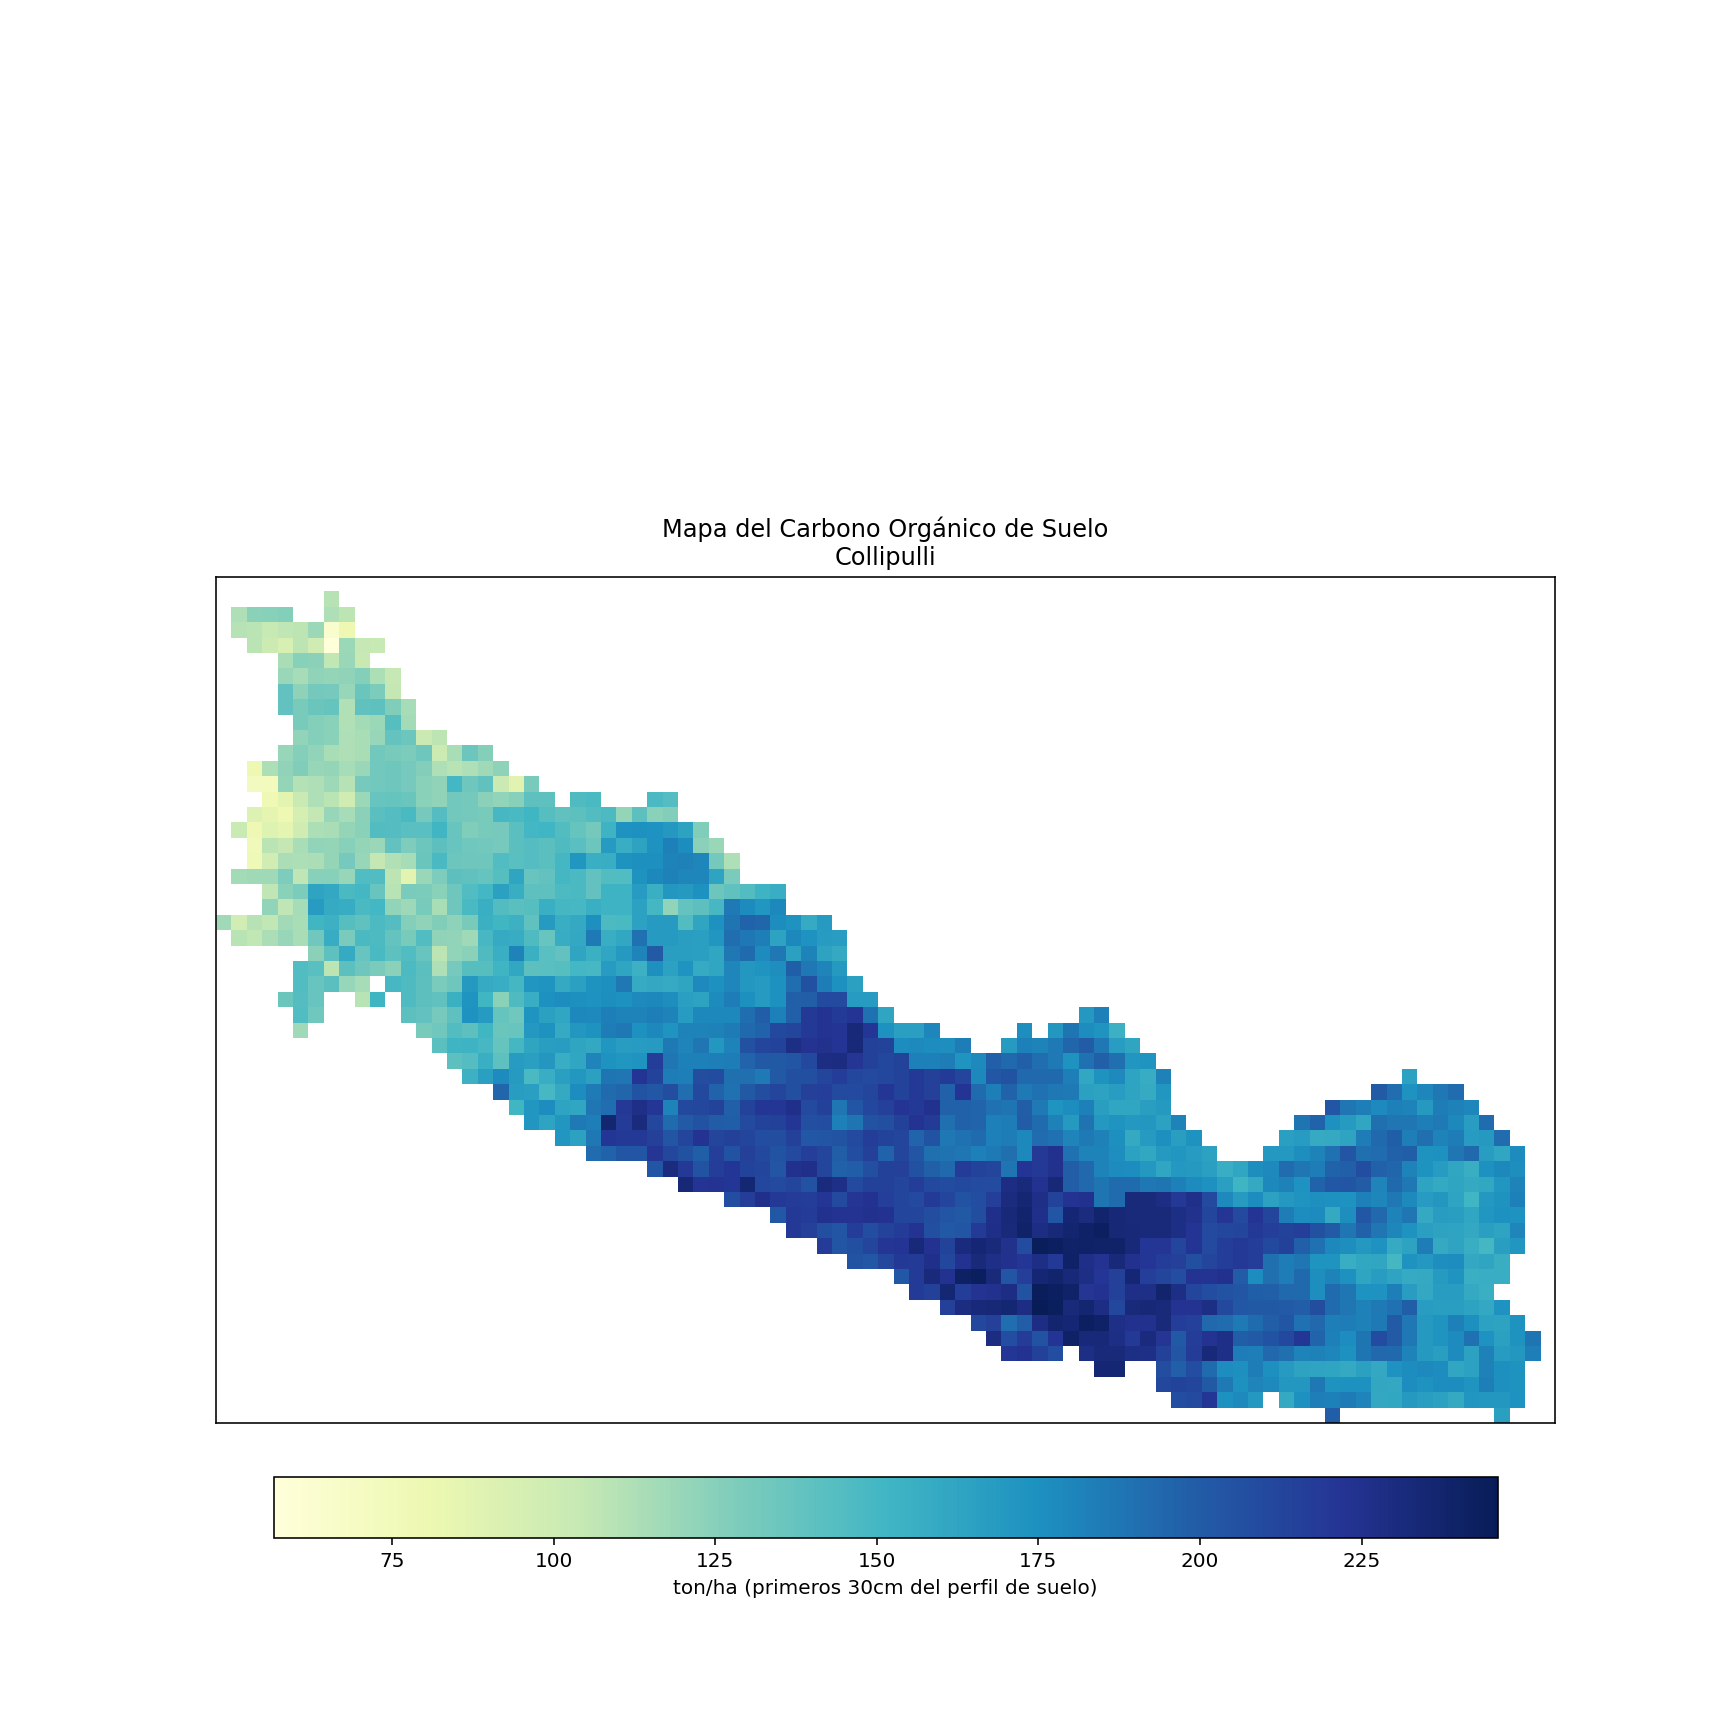 Mapa del Carbono Orgánico de Suelo
Collipulli
75 100 125 150 175 200 225
ton/ha (primeros 30cm del perfil de suelo)